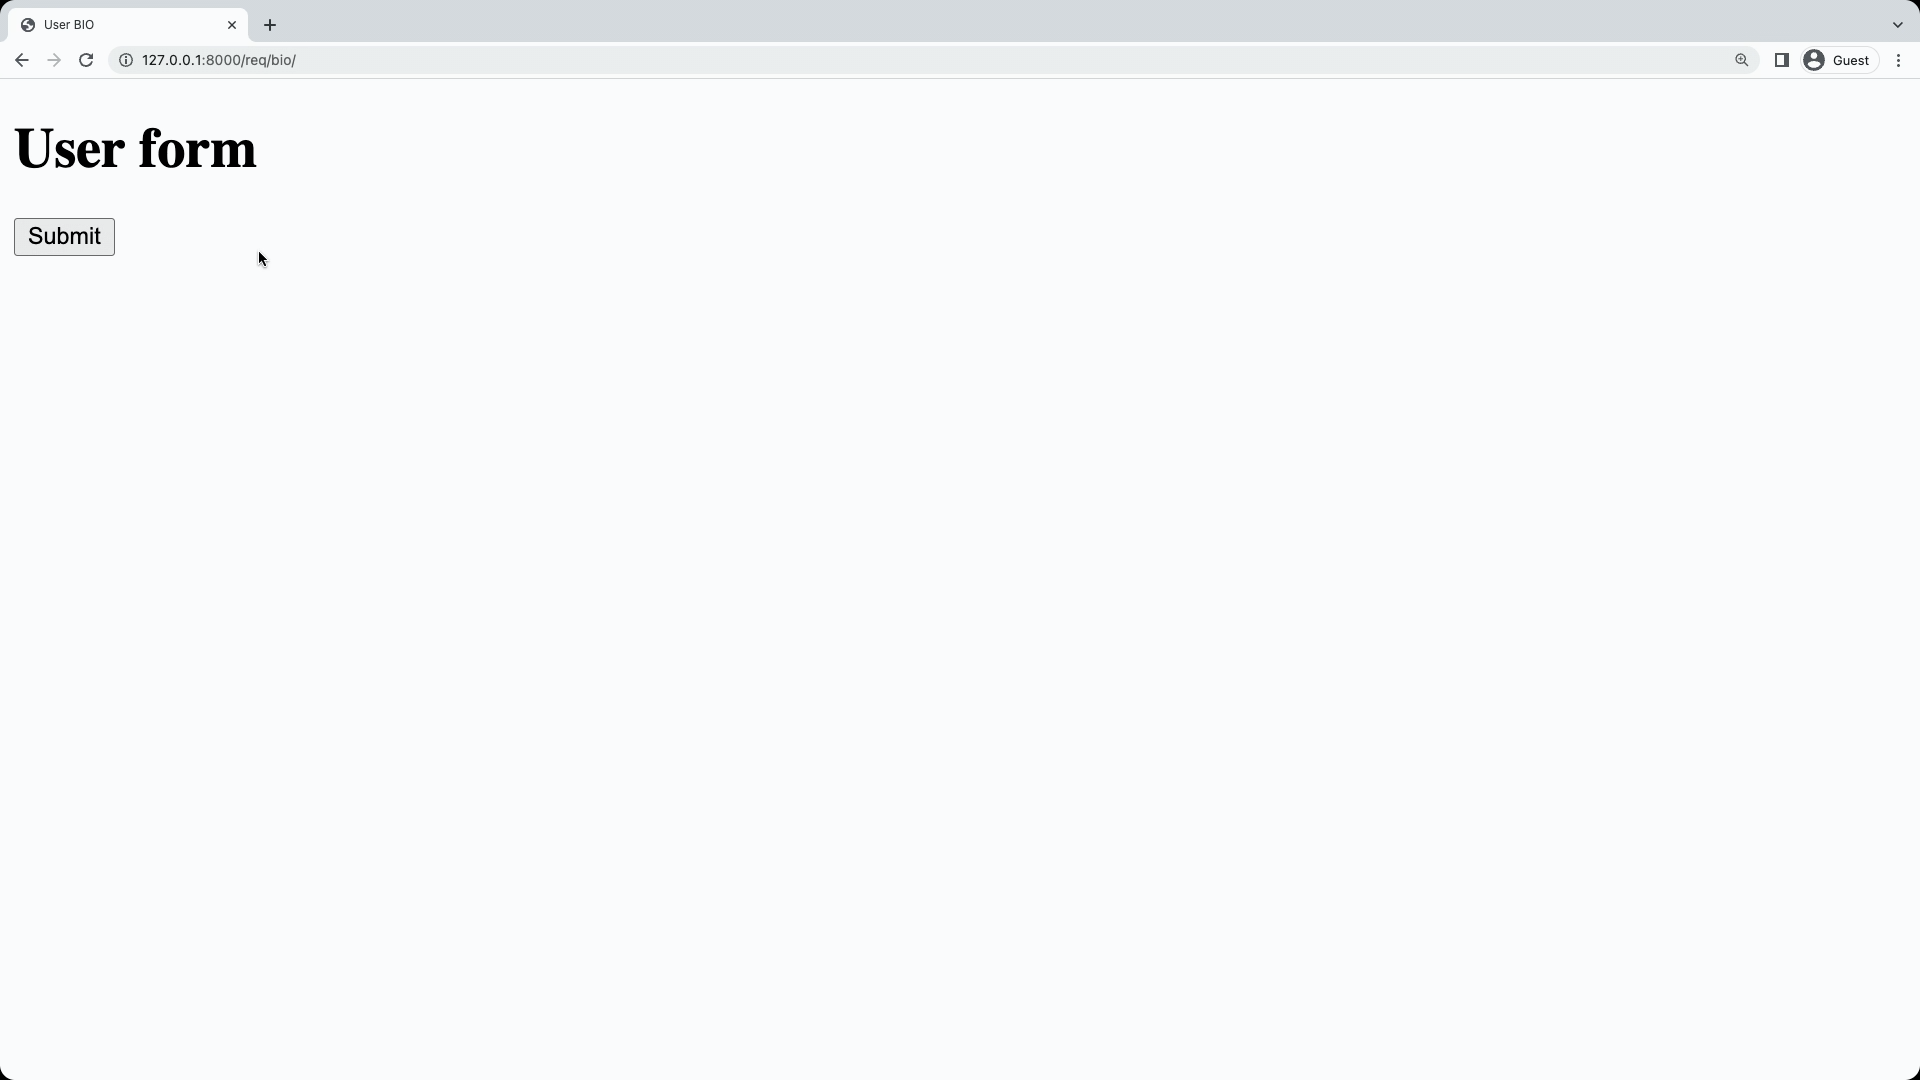 User BIO
127.0.0.1:8000/req/bio/
Guest
User form
Submit